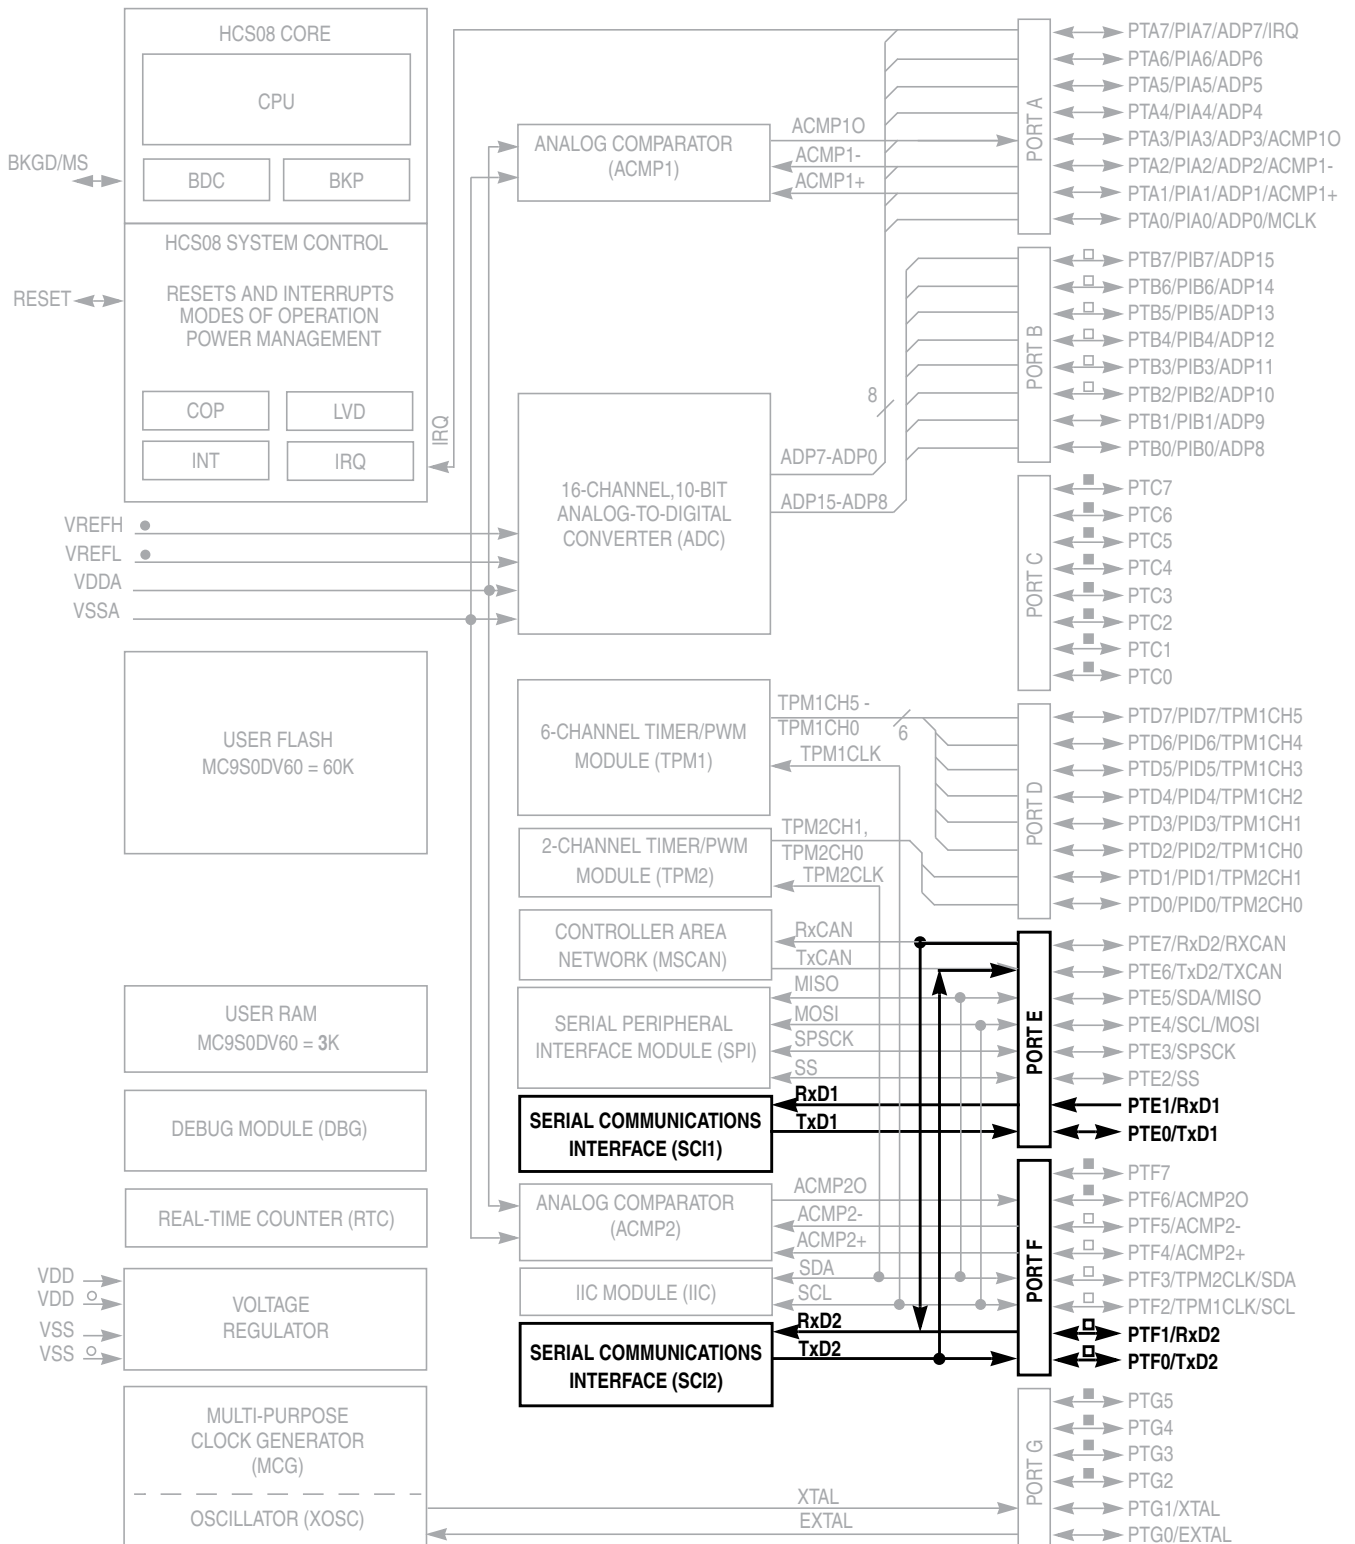 HCS08 CORE
CPU
BDC
BKP
BKGD/MS
HCS08 SYSTEM CONTROL
RESETS AND INTERRUPTS
MODES OF OPERATION
POWER MANAGEMENT
RESET
COP
LVD
INT
IRQ
IRQ
VREFH
VREFL
VDDA
VSSA
USER FLASH
MC9S0DV60 = 60K
USER RAM
MC9S0DV60 = 3K
DEBUG MODULE (DBG)
REAL-TIME COUNTER (RTC)
VDD
VDD
VSS
VSS
VOLTAGE
REGULATOR
MULTI-PURPOSE
CLOCK GENERATOR
(MCG)
OSCILLATOR (XOSC)
ANALOG COMPARATOR
(ACMP1)
ACMP1O
ACMP1-
ACMP1+
16-CHANNEL,10-BIT
ANALOG-TO-DIGITAL
CONVERTER (ADC)
8
ADP7-ADP0
ADP15-ADP8
6-CHANNEL TIMER/PWM
MODULE (TPM1)
TPM1CH5 -
TPM1CH0
6
TPM1CLK
2-CHANNEL TIMER/PWM
MODULE (TPM2)
TPM2CH1,
TPM2CH0
TPM2CLK
CONTROLLER AREA
NETWORK (MSCAN)
RxCAN
TxCAN
SERIAL PERIPHERAL
INTERFACE MODULE (SPI)
MISO
MOSI
SPSCK
SS
SERIAL COMMUNICATIONS
INTERFACE (SCI1)
RxD1
TxD1
ANALOG COMPARATOR
(ACMP2)
ACMP2O
ACMP2-
ACMP2+
IIC MODULE (IIC)
SDA
SCL
SERIAL COMMUNICATIONS
INTERFACE (SCI2)
RxD2
TxD2
XTAL
EXTAL
PORT A
PTA7/PIA7/ADP7/IRQ
PTA6/PIA6/ADP6
PTA5/PIA5/ADP5
PTA4/PIA4/ADP4
PTA3/PIA3/ADP3/ACMP1O
PTA2/PIA2/ADP2/ACMP1-
PTA1/PIA1/ADP1/ACMP1+
PTA0/PIA0/ADP0/MCLK
PORT B
PTB7/PIB7/ADP15
PTB6/PIB6/ADP14
PTB5/PIB5/ADP13
PTB4/PIB4/ADP12
PTB3/PIB3/ADP11
PTB2/PIB2/ADP10
PTB1/PIB1/ADP9
PTB0/PIB0/ADP8
PORT C
PTC7
PTC6
PTC5
PTC4
PTC3
PTC2
PTC1
PTC0
PORT D
PTD7/PID7/TPM1CH5
PTD6/PID6/TPM1CH4
PTD5/PID5/TPM1CH3
PTD4/PID4/TPM1CH2
PTD3/PID3/TPM1CH1
PTD2/PID2/TPM1CH0
PTD1/PID1/TPM2CH1
PTD0/PID0/TPM2CH0
PORT E
PTE7/RxD2/RXCAN
PTE6/TxD2/TXCAN
PTE5/SDA/MISO
PTE4/SCL/MOSI
PTE3/SPSCK
PTE2/SS
PTE1/RxD1
PTE0/TxD1
PORT F
PTF7
PTF6/ACMP2O
PTF5/ACMP2-
PTF4/ACMP2+
PTF3/TPM2CLK/SDA
PTF2/TPM1CLK/SCL
PTF1/RxD2
PTF0/TxD2
PORT G
PTG5
PTG4
PTG3
PTG2
PTG1/XTAL
PTG0/EXTAL